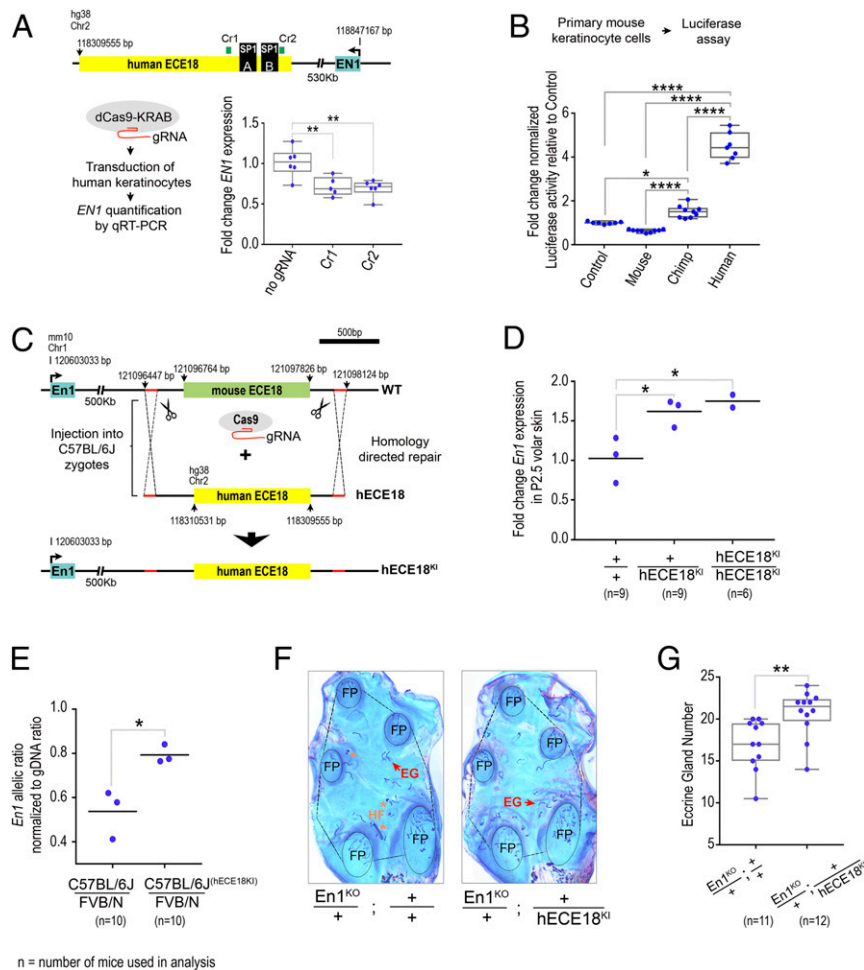 A
hg38
Chr2
118309555 bp
Cr1
Cr2
118847167 bp
human ECE18
SP1
A
SP1
B
530Kb
EN1
dCas9-KRAB
gRNA
Transduction of
human keratinocytes
EN1 quantification
by qRT-PCR
Fold change EN1 expression
2.0
1.5
1.0
0.5
0.0
**
**
no gRNA
Cr1
Cr2
B
Primary mouse
keratinocyte cells
Luciferase
assay
Fold change normalized
Luciferase activity relative to Control
6
4
2
0
****
****
****
*
****
Control
Mouse
Chimp
Human
C
mm10
Chr1
120603033 bp
121096447 bp
121096764 bp
121097826 bp
121098124 bp
500bp
En1
500Kb
mouse ECE18
WT
Injection into
C57BL/6J
zygotes
Cas9
gRNA
+
Homology
directed repair
hg38
Chr2
human ECE18
hECE18
118310531 bp
118309555 bp
120603033 bp
En1
500Kb
human ECE18
hECE18KI
D
Fold change En1 expression
in P2.5 volar skin
2.0
1.5
1.0
0.5
0.0
*
*
+
+
+
hECE18KI
hECE18KI
hECE18KI
(n=9)
(n=9)
(n=6)
E
En1 allelic ratio
normalized to gDNA ratio
1.0
0.8
0.6
0.4
*
C57BL/6J
FVB/N
C57BL/6J(hECE18KI)
FVB/N
(n=10)
(n=10)
F
FP
FP
FP
EG
HF
FP
FP
FP
FP
FP
EG
FP
FP
En1KO
+
;
+
+
En1KO
+
;
+
hECE18KI
G
Eccrine Gland Number
25
20
15
10
5
**
En1KO
+
;
+
+
En1KO
+
;
+
hECE18KI
(n=11)
(n=12)
n = number of mice used in analysis